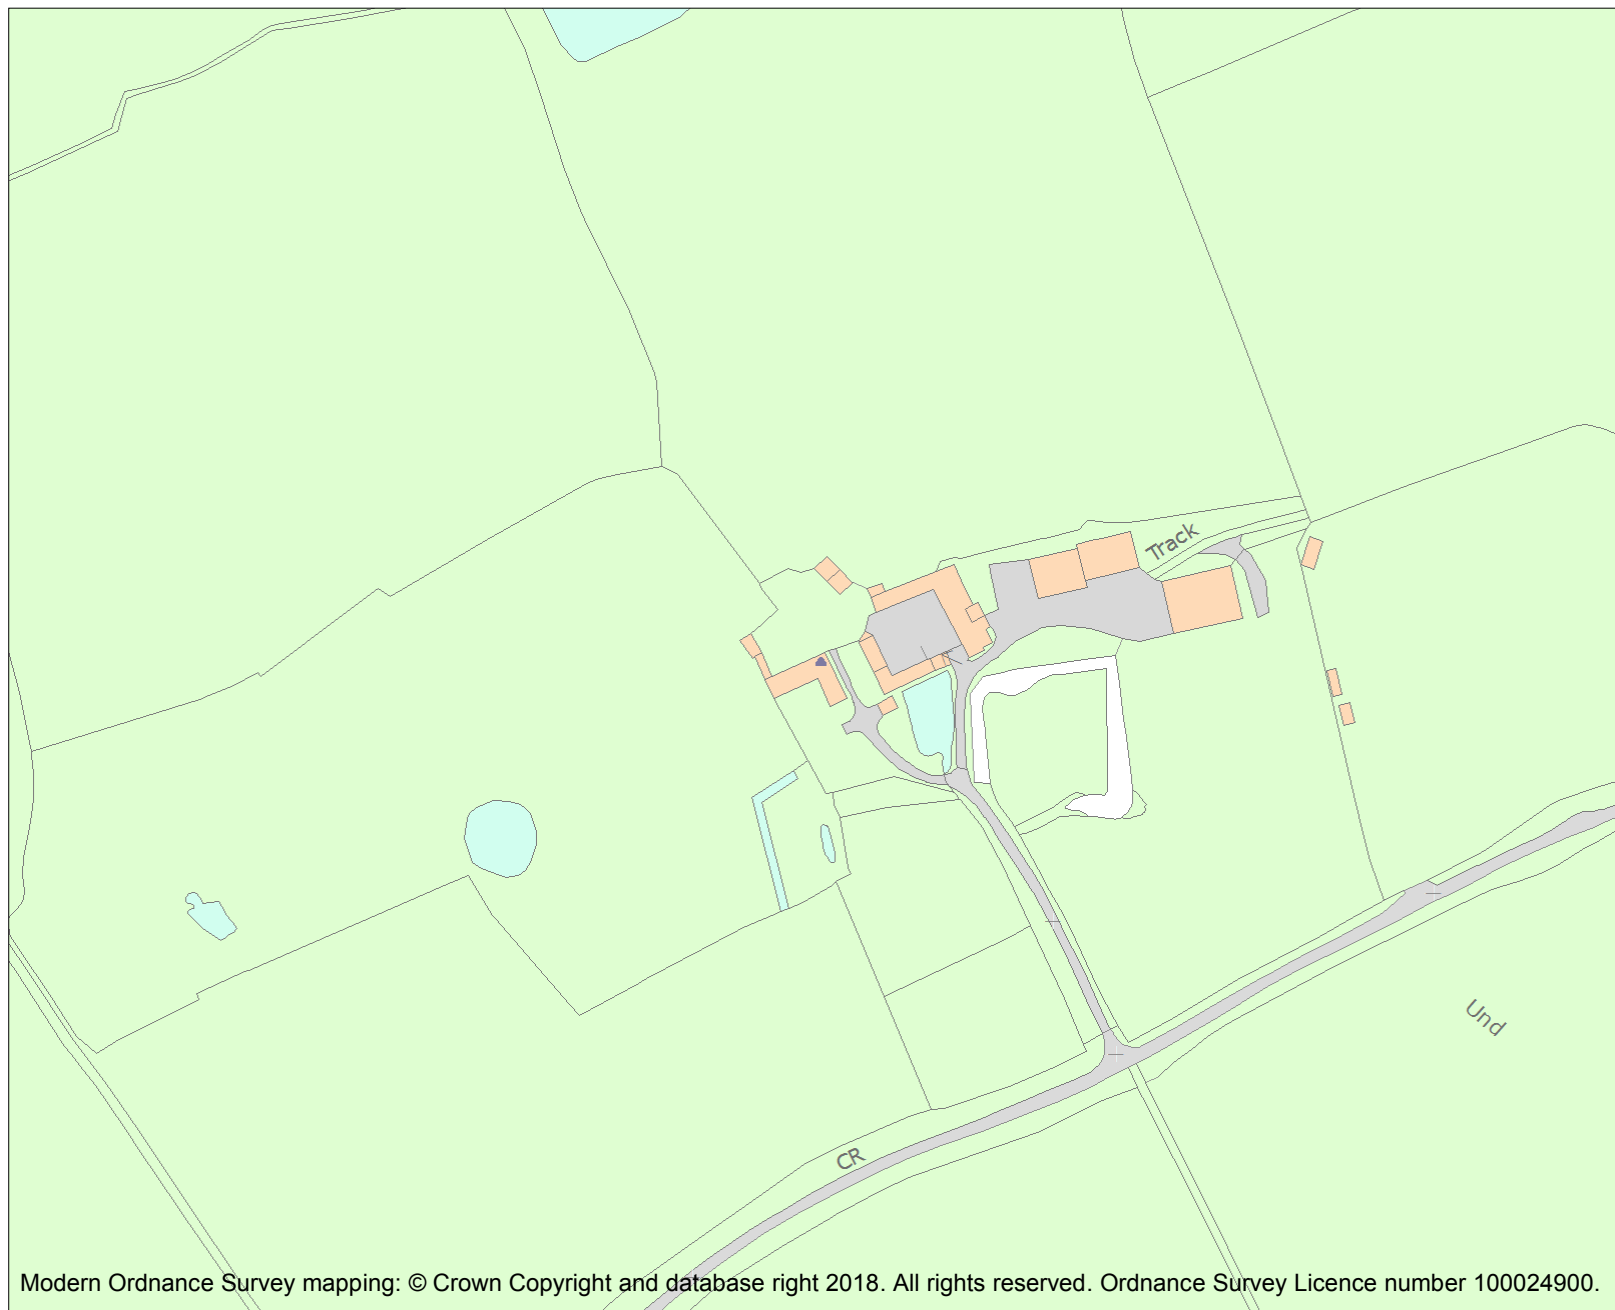 Track
Und
CR
Modern Ordnance Survey mapping: © Crown Copyright and database right 2018. All rights reserved. Ordnance Survey Licence number 100024900.